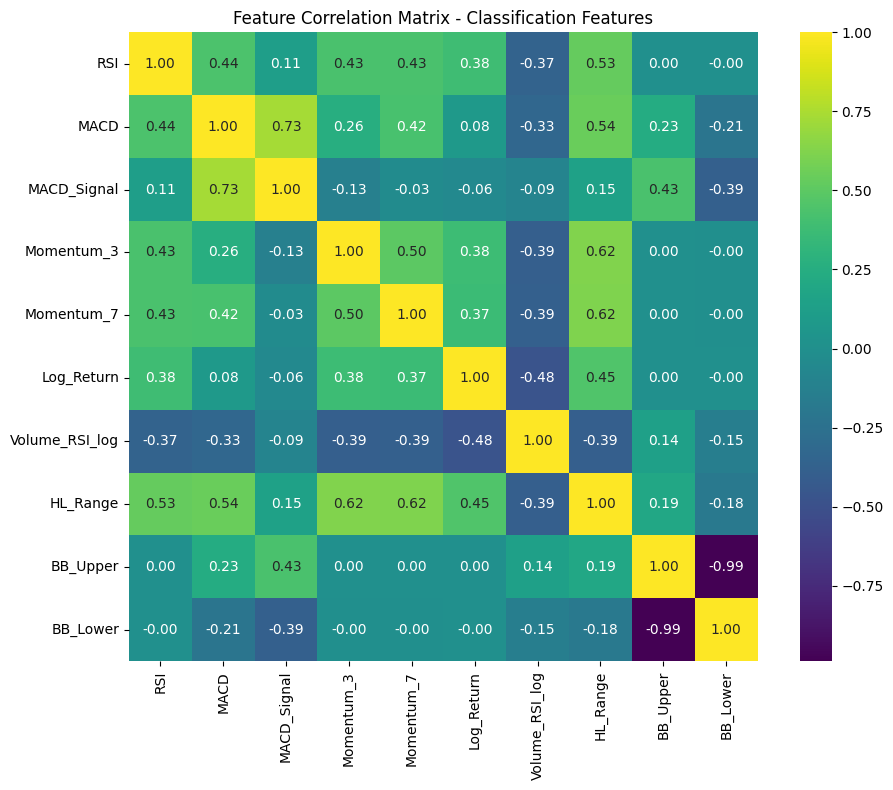 Feature Correlation Matrix - Classification Features
RSI 1.00 0.44 0.11 0.43 0.43 0.38 -0.37 0.53 0.00 -0.00
MACD 0.44 1.00 0.73 0.26 0.42 0.08 -0.33 0.54 0.23 -0.21
MACD_Signal 0.11 0.73 1.00 -0.13 -0.03 -0.06 -0.09 0.15 0.43 -0.39
Momentum_3 0.43 0.26 -0.13 1.00 0.50 0.38 -0.39 0.62 0.00 -0.00
Momentum_7 0.43 0.42 -0.03 0.50 1.00 0.37 -0.39 0.62 0.00 -0.00
Log_Return 0.38 0.08 -0.06 0.38 0.37 1.00 -0.48 0.45 0.00 -0.00
Volume_RSI_log -0.37 -0.33 -0.09 -0.39 -0.39 -0.48 1.00 -0.39 0.14 -0.15
HL_Range 0.53 0.54 0.15 0.62 0.62 0.45 -0.39 1.00 0.19 -0.18
BB_Upper 0.00 0.23 0.43 0.00 0.00 0.00 0.14 0.19 1.00 -0.99
BB_Lower -0.00 -0.21 -0.39 -0.00 -0.00 -0.00 -0.15 -0.18 -0.99 1.00
RSI
MACD
MACD_Signal
Momentum_3
Momentum_7
Log_Return
Volume_RSI_log
HL_Range
BB_Upper
BB_Lower
1.00
0.75
0.50
0.25
0.00
-0.25
-0.50
-0.75